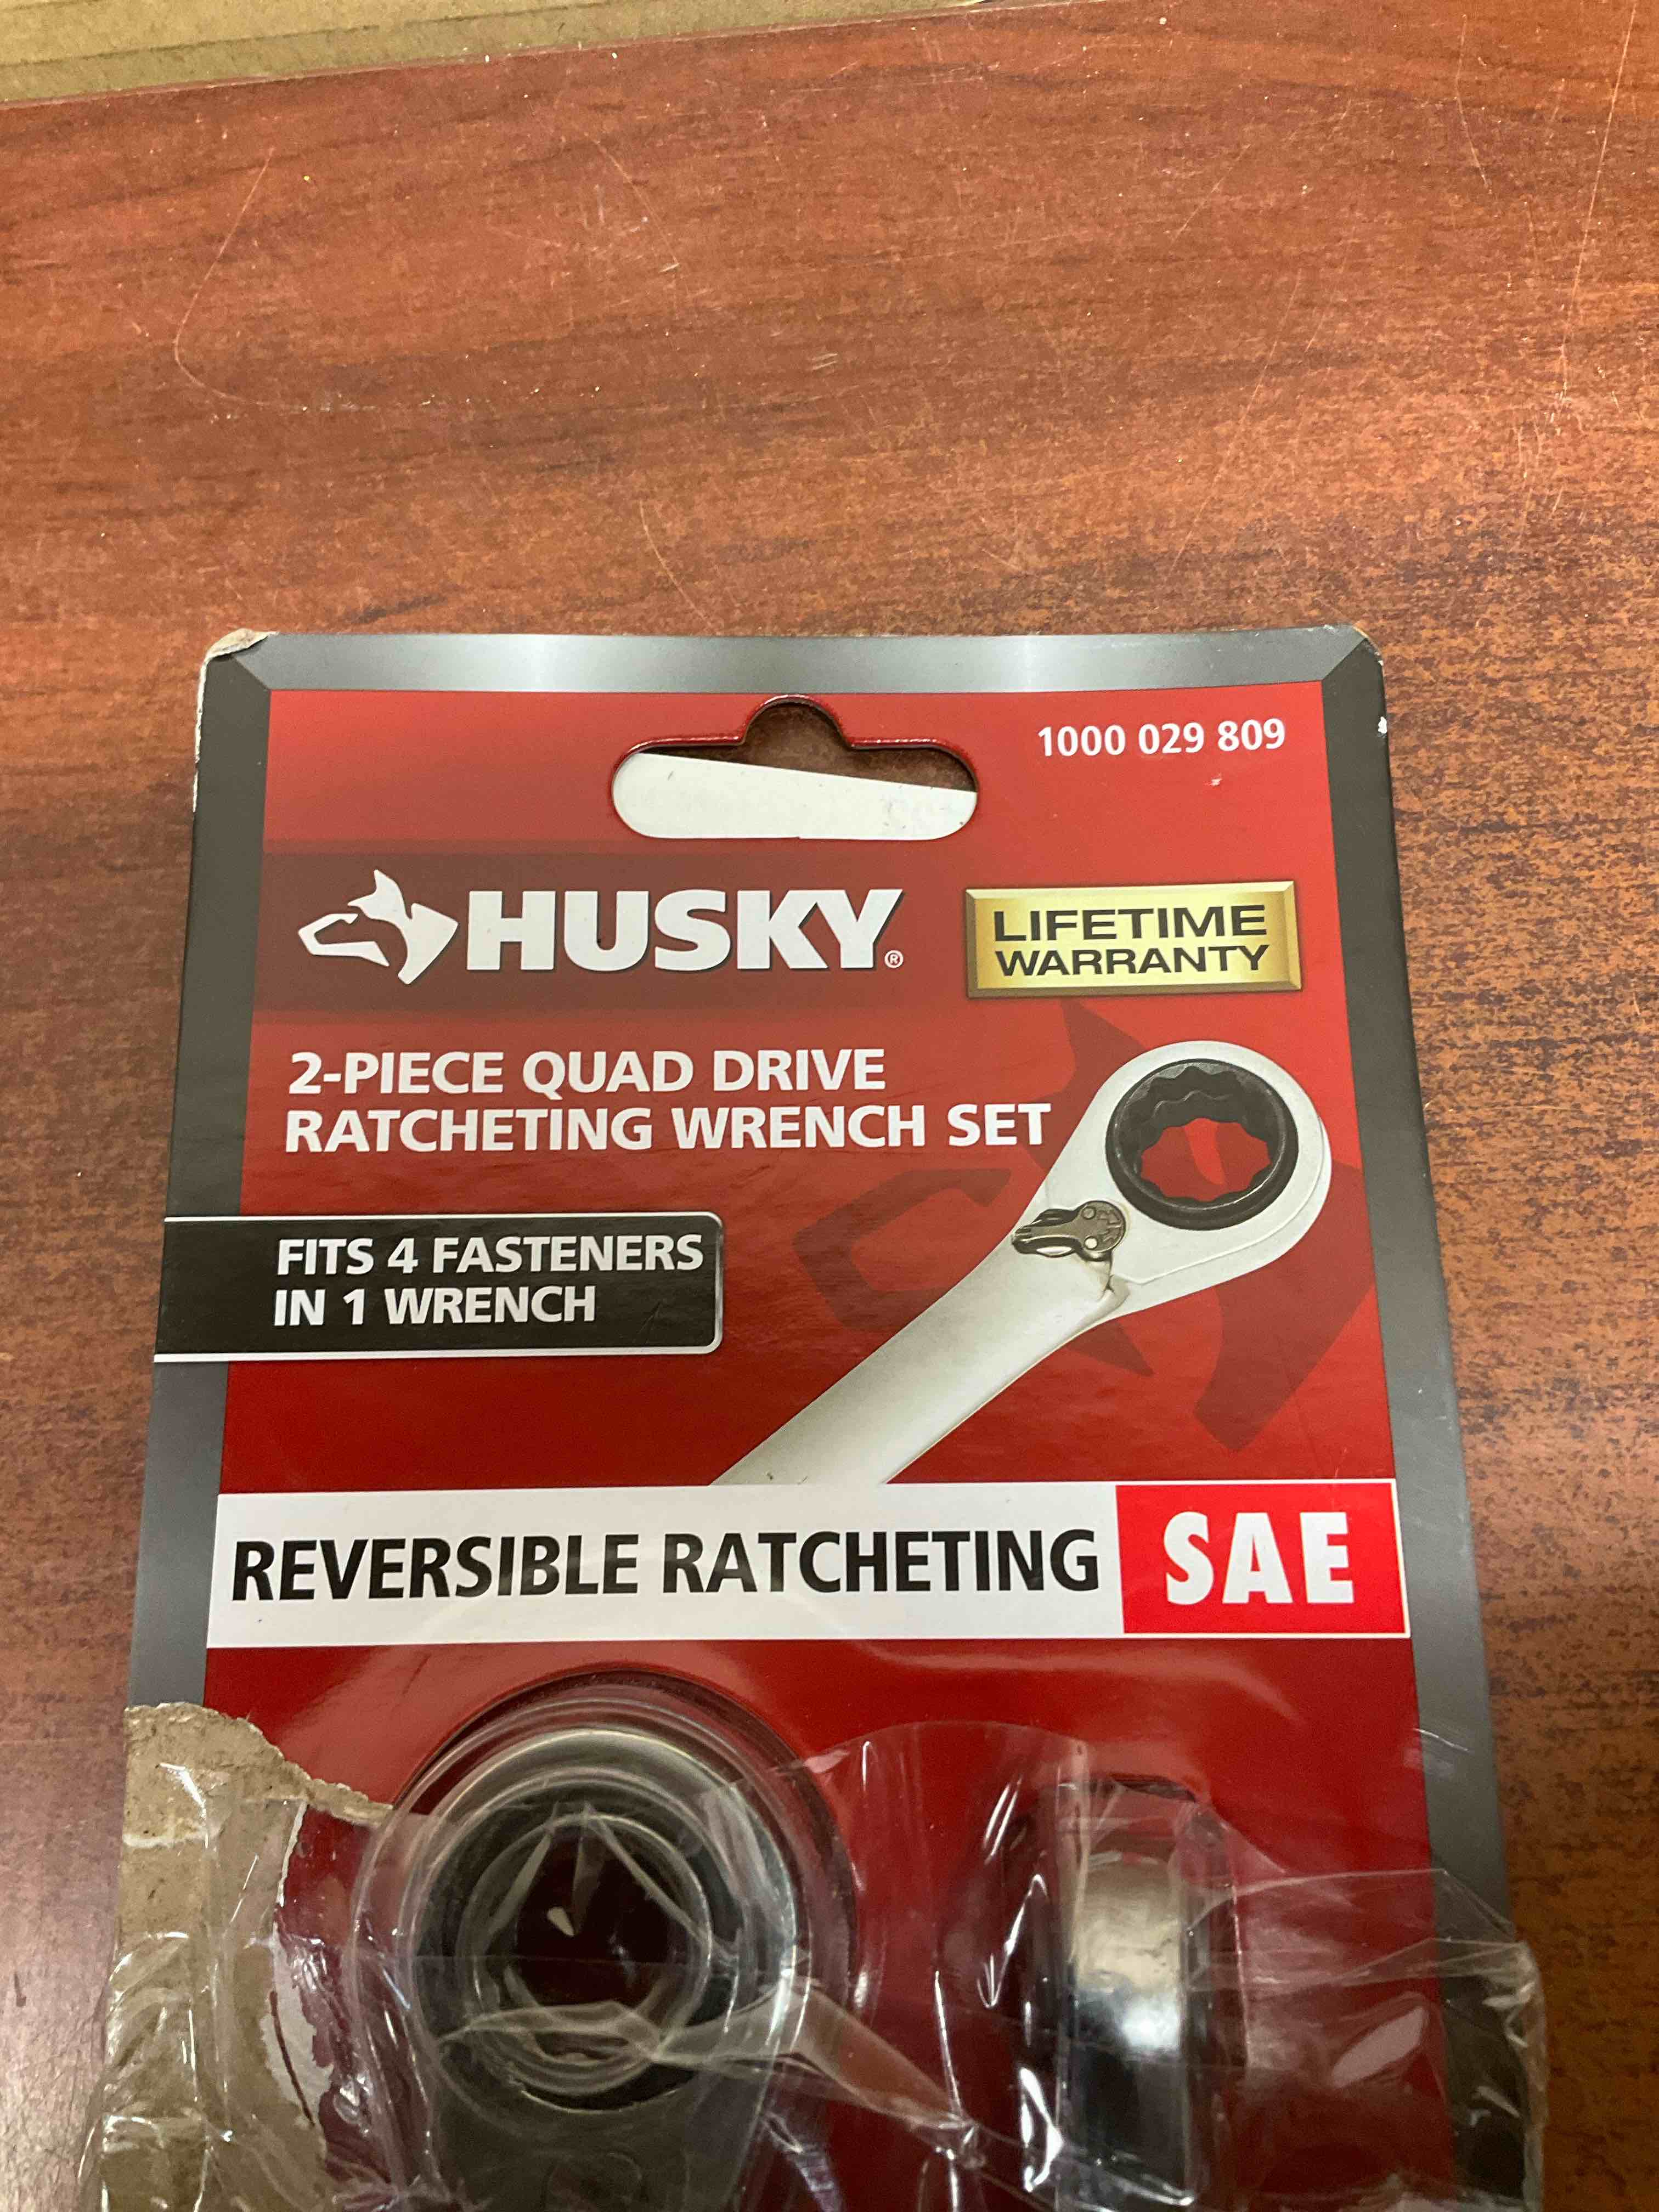 1000 029 809
HUSKY®
LIFETIME
WARRANTY
2-PIECE QUAD DRIVE
RATCHETING WRENCH SET
FITS 4 FASTENERS
IN 1 WRENCH
REVERSIBLE RATCHETING SAE